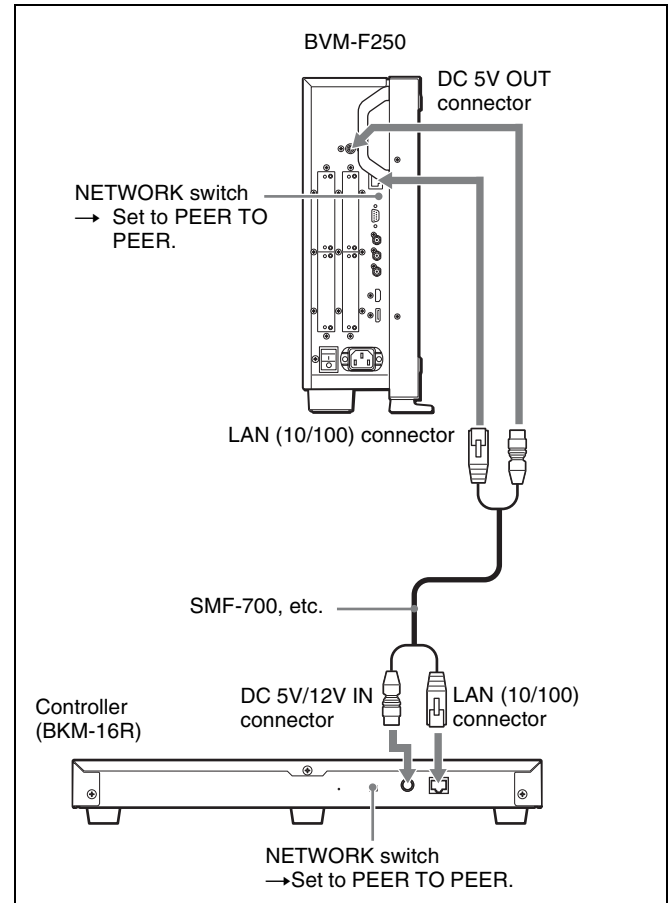 BVM-F250
DC 5V OUT
connector
NETWORK switch
→ Set to PEER TO
PEER.
LAN (10/100) connector
SMF-700, etc.
Controller
(BKM-16R)
DC 5V/12V IN
connector
LAN (10/100)
connector
NETWORK switch
→Set to PEER TO PEER.